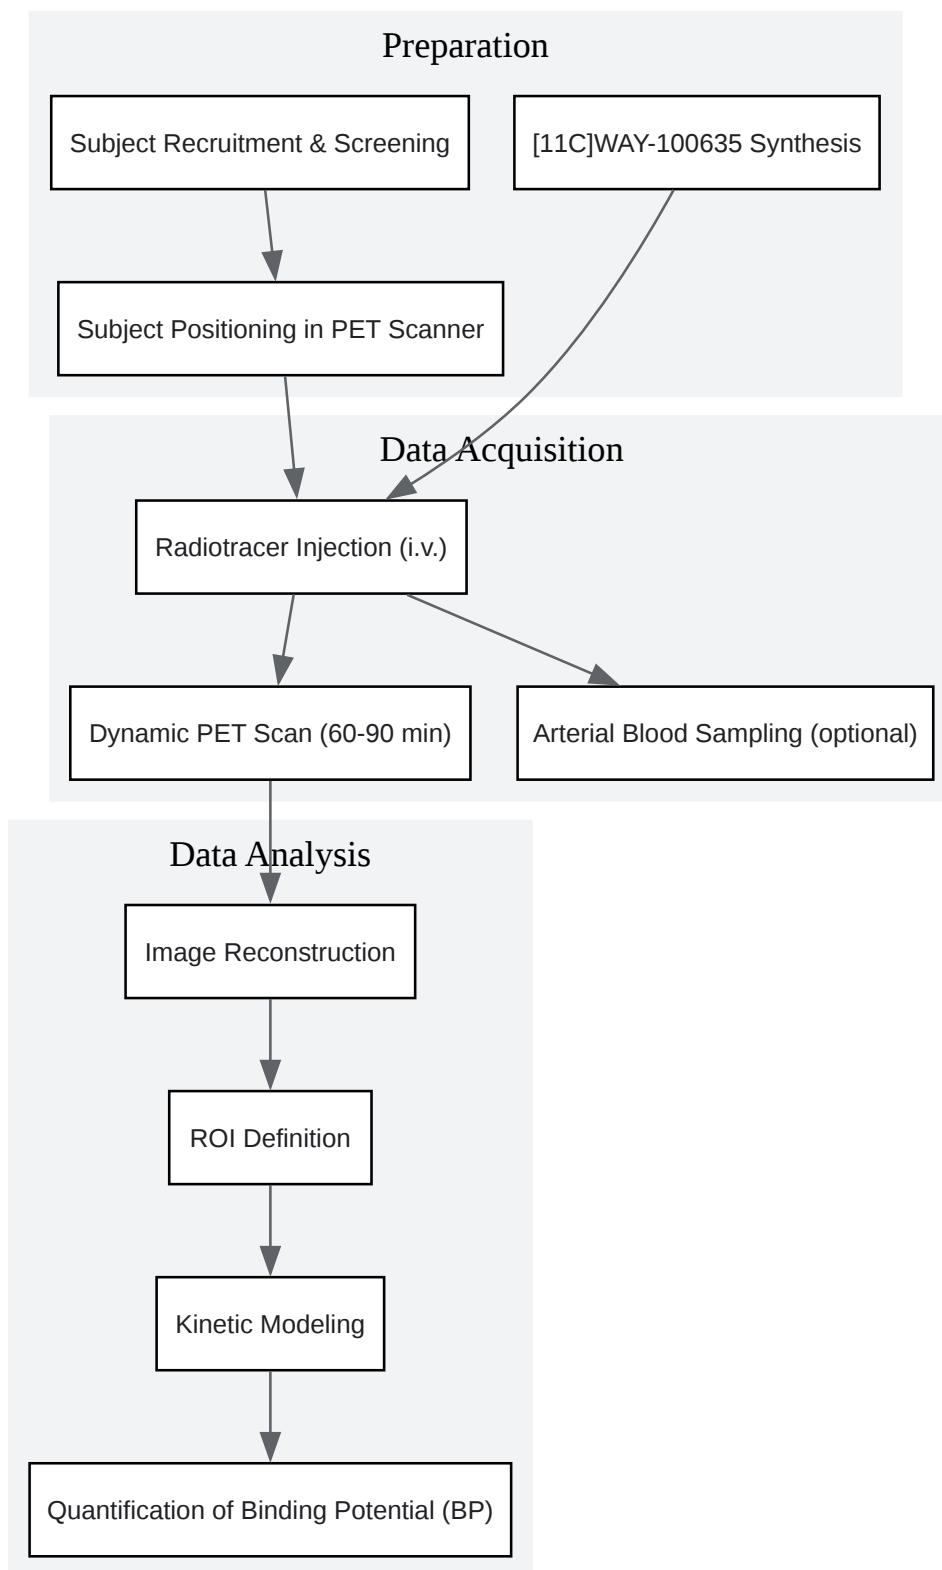 Preparation
Subject Recruitment & Screening
[11C]WAY-100635 Synthesis
Subject Positioning in PET Scanner
Data Acquisition
Radiotracer Injection (i.v.)
Dynamic PET Scan (60-90 min)
Arterial Blood Sampling (optional)
Data Analysis
Image Reconstruction
ROI Definition
Kinetic Modeling
Quantification of Binding Potential (BP)